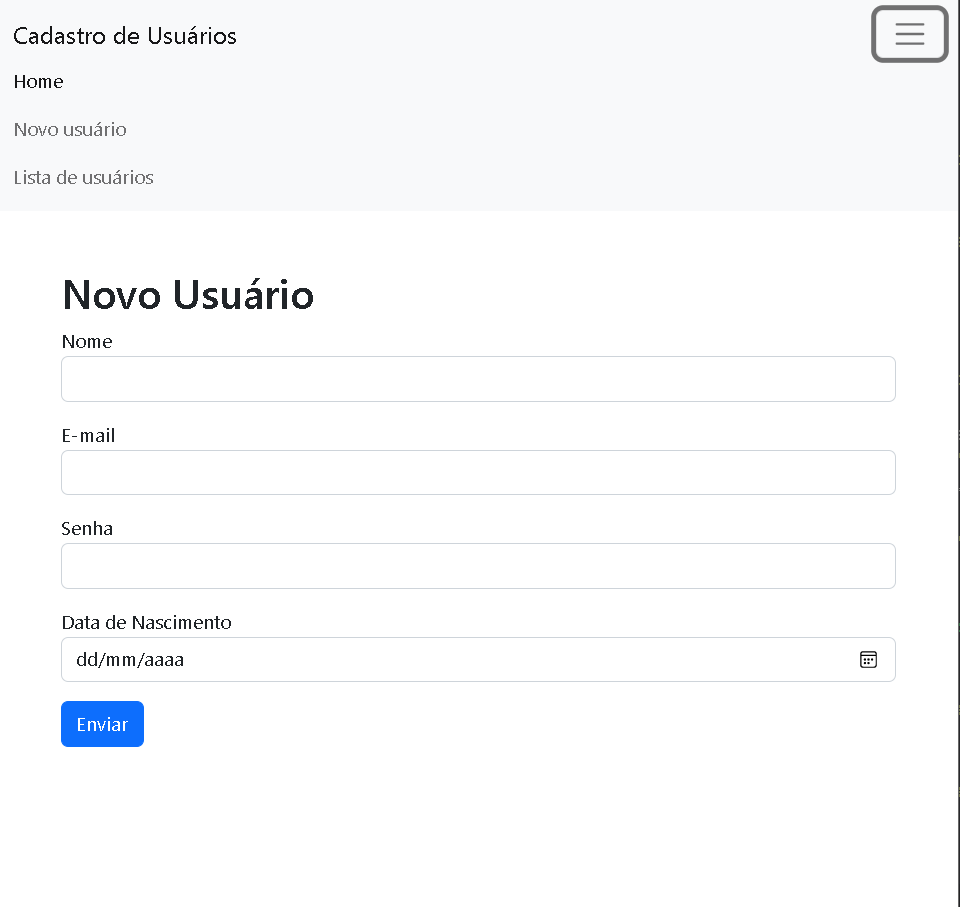 Cadastro de Usuários
Home
Novo usuário
Lista de usuários
Novo Usuário
Nome
E-mail
Senha
Data de Nascimento
dd/mm/aaaa
Enviar